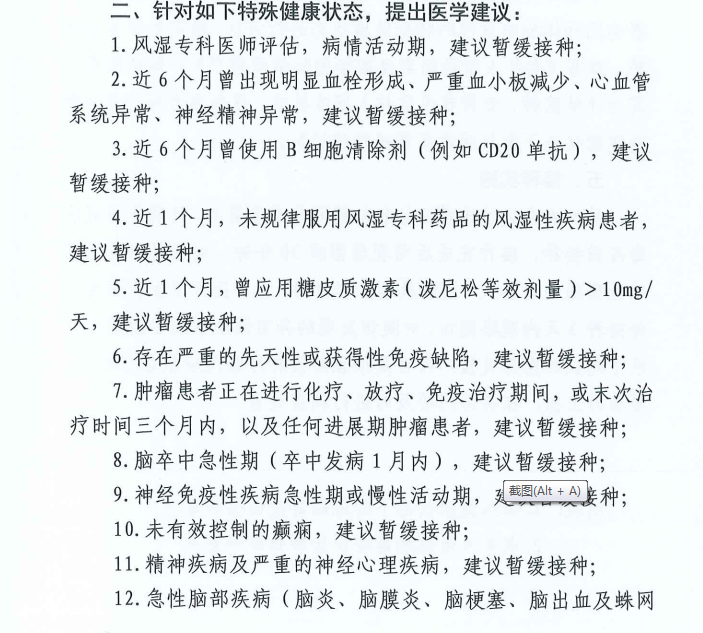 二、针对如下特殊健康状态，提出医学建议：
1.风湿专科医师评估，病情活动期，建议暂缓接种；
2.近6个月曾出现明显血栓形成、严重血小板减少、心血管
系统异常、神经精神异常，建议暂缓接种；
3.近6个月曾使用B细胞清除剂（例如CD20单抗），建议
暂缓接种；
4.近1个月，未规律服用风湿专科药品的风湿性疾病患者，
建议暂缓接种；
5.近1个月，曾应用糖皮质激素（泼尼松等效剂量）>10mg/
天，建议暂缓接种；
6.存在严重的先天性或获得性免疫缺陷，建议暂缓接种；
7.肿瘤患者正在进行化疗、放疗、免疫治疗期间，或末次治
疗时间三个月内，以及任何进展期肿瘤患者，建议暂缓接种；
8.脑卒中急性期（卒中发病1月内），建议暂缓接种；
9.神经免疫性疾病急性期或慢性活动期，建议暂缓接种；
截图(Alt + A)
10.未有效控制的癫痫，建议暂缓接种；
11.精神疾病及严重的神经心理疾病，建议暂缓接种；
12.急性脑部疾病（脑炎、脑膜炎、脑梗塞、脑出血及蛛网